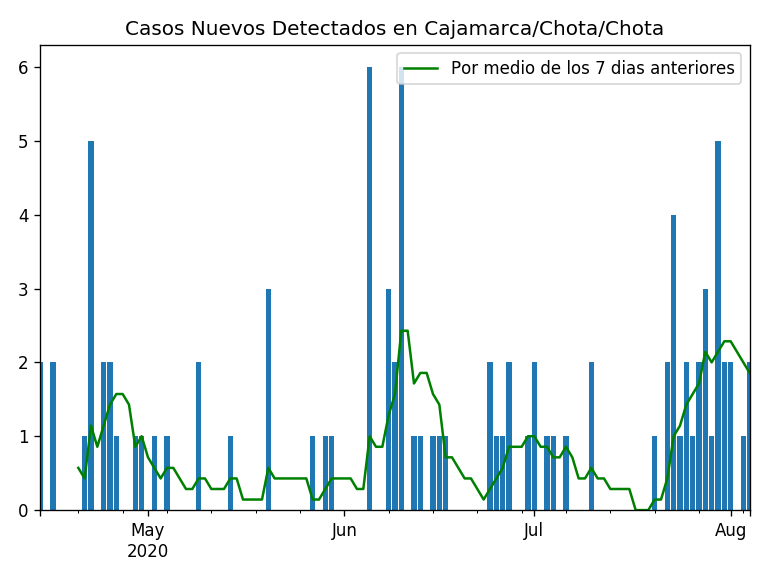 Casos Nuevos Detectados en Cajamarca/Chota/Chota
Por medio de los 7 dias anteriores
6
5
4
3
2
1
0
May
2020
Jun
Jul
Aug